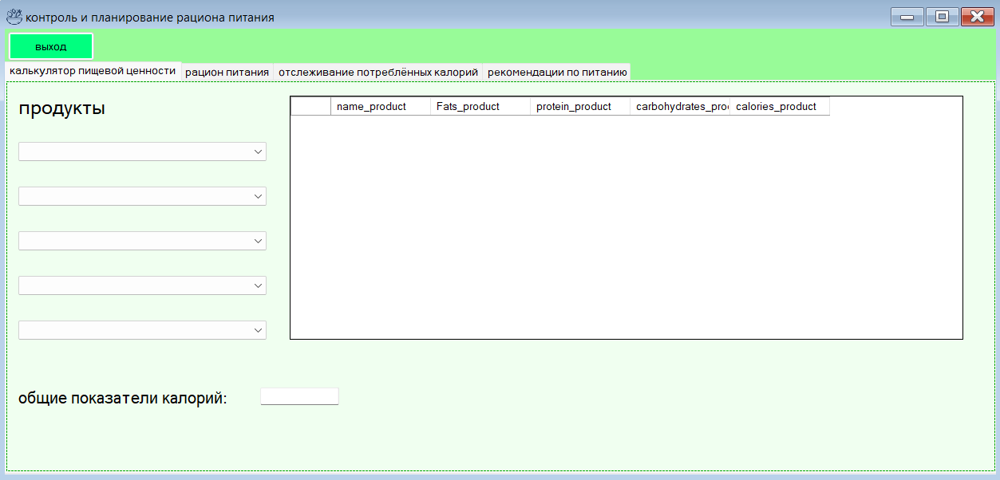 контроль и планирование рациона питания
выход
калькулятор пищевой ценности рацион питания отслеживание потреблённых калорий рекомендации по питанию
продукты
name_product Fats_product protein_product carbohydrates_pro calories_product
общие показатели калорий: